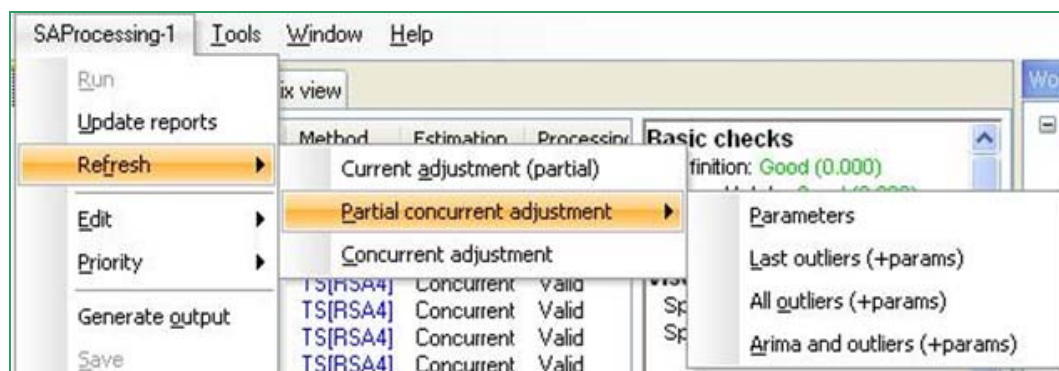 SAProcessing-1 Tools Window Help
Run
ix view
Update reports
Method Estimation Basic checks
Refresh
Current adjustment (partial)
finition: Good (0.000)
Edit
Partial concurrent adjustment
Parameters
Priority
Concurrent adjustment
Last outliers (+params)
TS[RSA4] Concurrent Valid
Generate output
TS[RSA4] Concurrent Valid
All outliers (+params)
TS[RSA4] Concurrent Valid
Arima and outliers (+params)
Save
TS[RSA4] Concurrent Valid